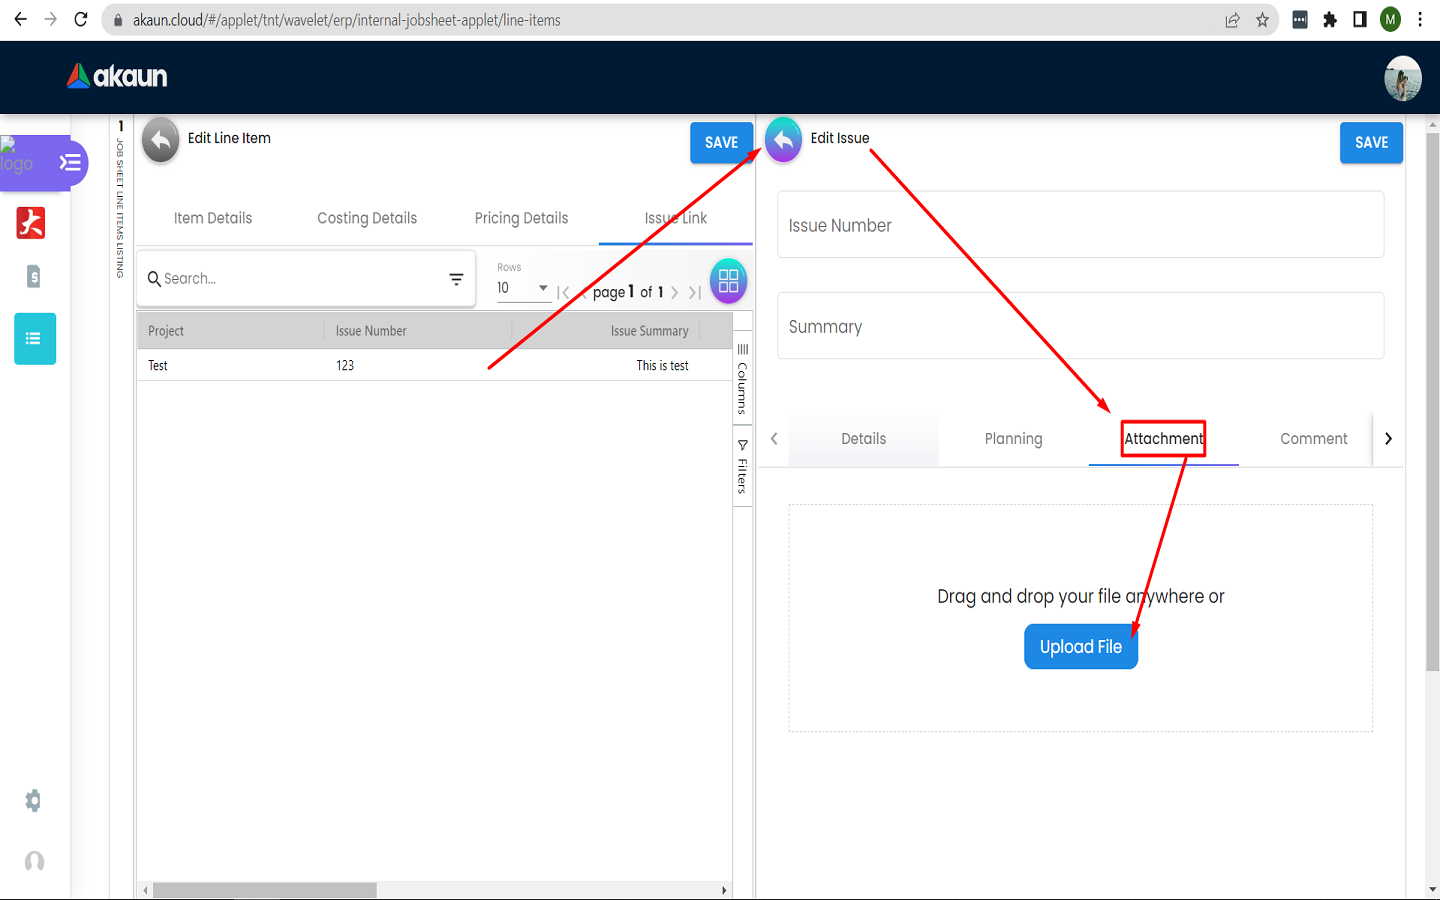 akaun.cloud/#/applet/tnt/wavelet/erp/internal-jobsheet-applet/line-items
M
akaun
logo
1
JOB SHEET LINE ITEMS LISTING
Edit Line Item
SAVE
Item Details
Costing Details
Pricing Details
Issue Link
Search...
Rows
10
page 1 of 1
Project
Issue Number
Issue Summary
Test
123
This is test
Columns
Filters
Edit Issue
SAVE
Issue Number
Summary
Details
Planning
Attachment
Comment
Drag and drop your file anywhere or
Upload File